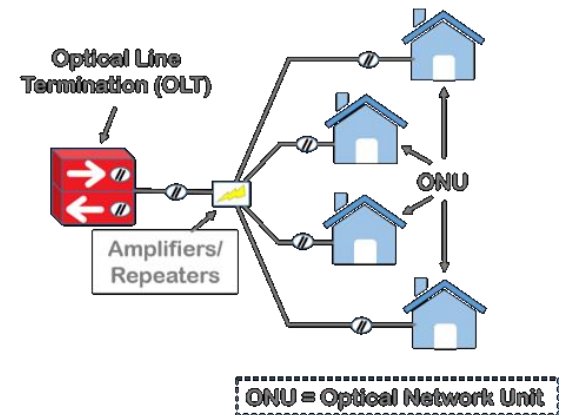 Optical Line
Termination (OLT)
ONU
Amplifiers/
Repeaters
ONU = Optical Network Unit